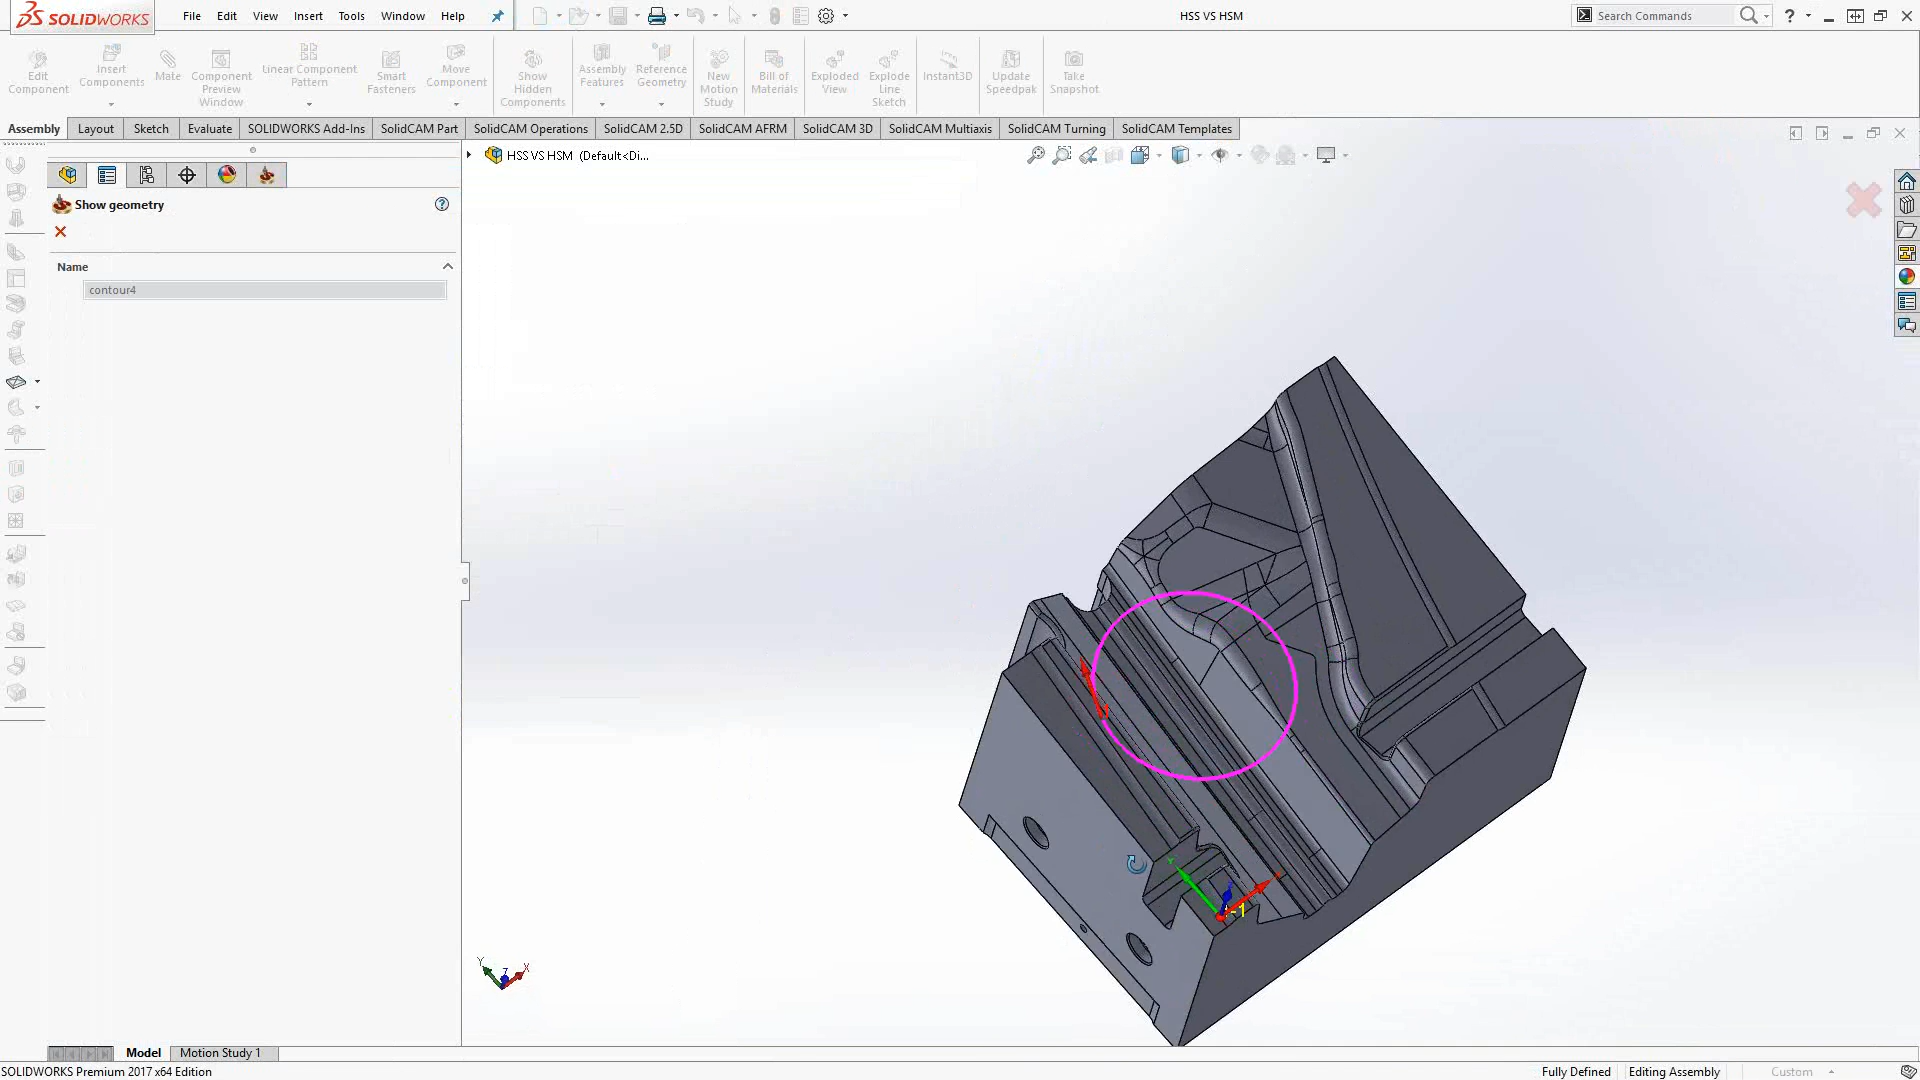 SOLIDWORKS File Edit View Insert Tools Window Help HSS VS HSM Search Commands ?
Edit Component
Insert Components
Mate
Component Preview Window
Linear Component Pattern
Smart Fasteners
Move Component
Show Hidden Components
Assembly Features
Reference Geometry
New Motion Study
Bill of Materials
Exploded View
Explode Line Sketch
Instant3D
Update Speedpak
Take Snapshot
Assembly Layout Sketch Evaluate SOLIDWORKS Add-Ins SolidCAM Part SolidCAM Operations SolidCAM 2.5D SolidCAM AFRM SolidCAM 3D SolidCAM Multiaxis SolidCAM Turning SolidCAM Templates
HSS VS HSM (Default<Di...
Show geometry ?
Name
contour4
Y X
1
Y Z X
Model Motion Study 1
SOLIDWORKS Premium 2017 x64 Edition Fully Defined Editing Assembly Custom